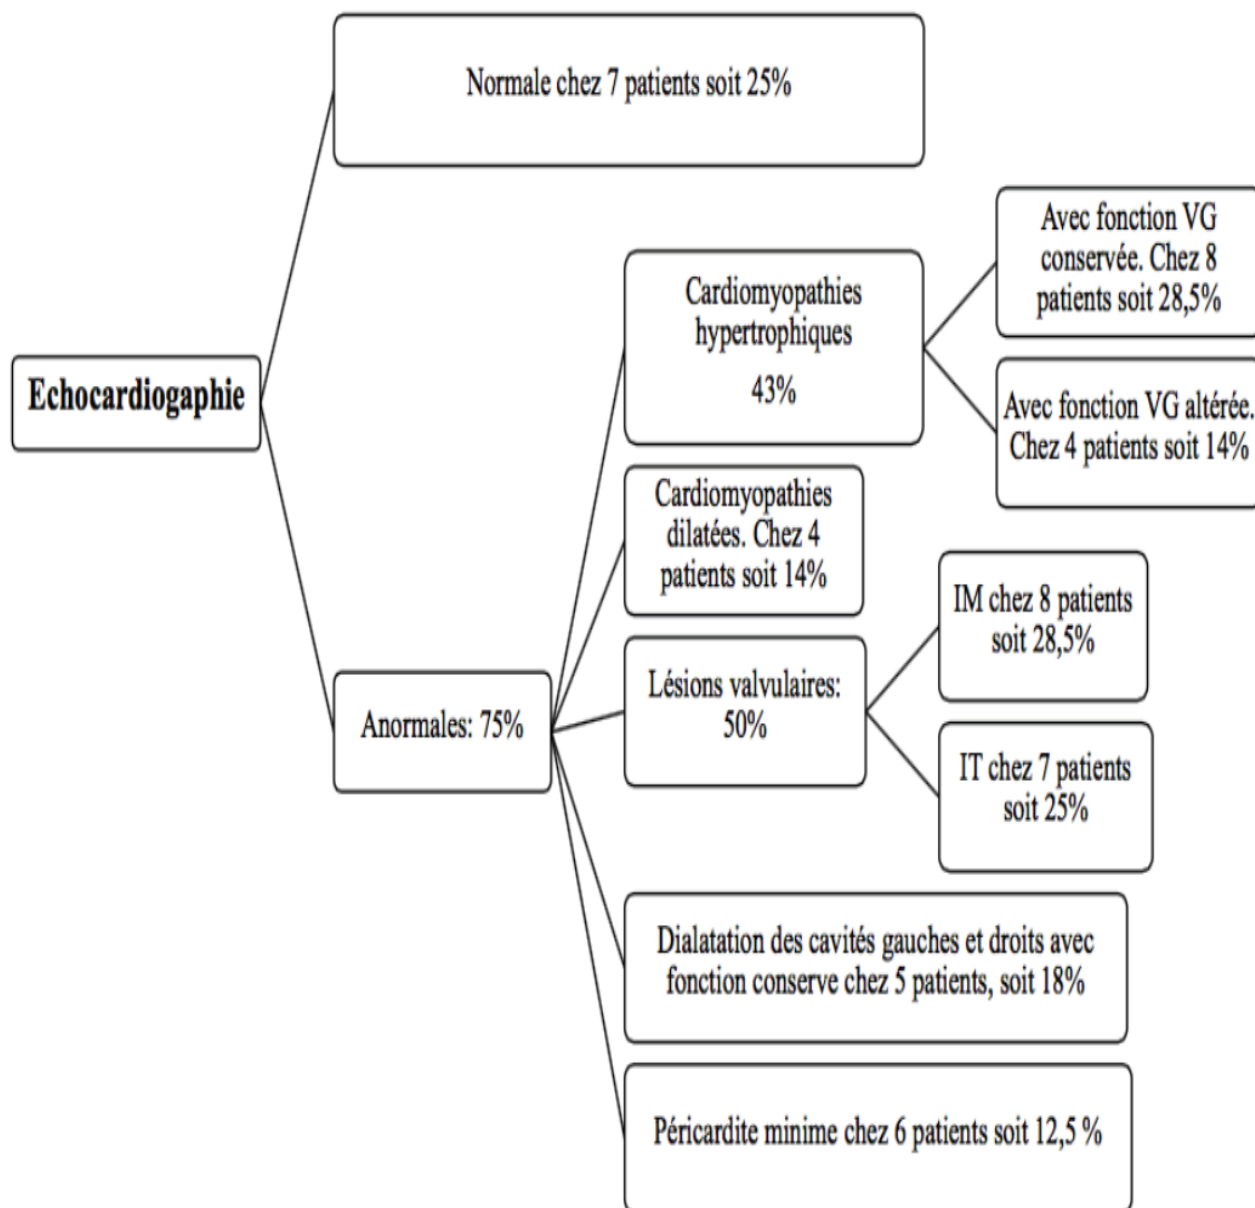 Normale chez 7 patients soit 25%
Avec fonction VG
conservée. Chez 8
patients soit 28,5%
Cardiomyopathies
hypertrophiques
43%
Echocardiogaphie
Avec fonction VG altérée.
Chez 4 patients soit 14%
Cardiomyopathies
dilatées. Chez 4
patients soit 14%
IM chez 8 patients
soit 28,5%
Lésions valvulaires:
50%
Anormales: 75%
IT chez 7 patients
soit 25%
Dialatation des cavités gauches et droits avec
fonction conserve chez 5 patients, soit 18%
Péricardite minime chez 6 patients soit 12,5 %